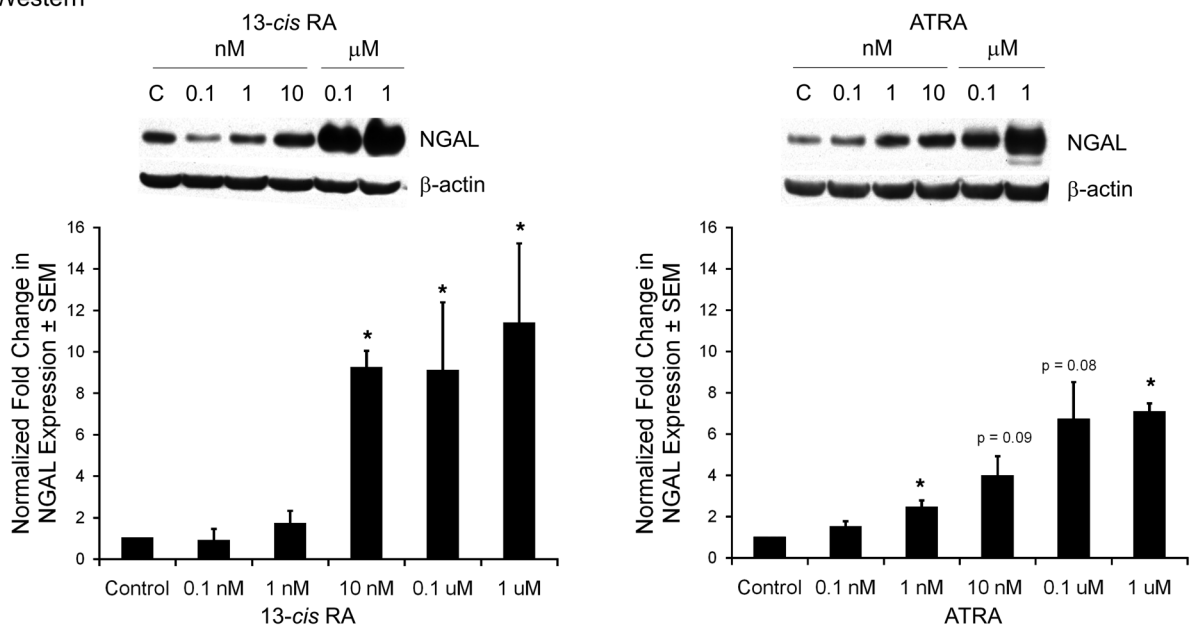 Western
13-cis RA
nM μM
C 0.1 1 10 0.1 1
NGAL
β-actin
Normalized Fold Change in
NGAL Expression ± SEM
16
14
12
10
8
6
4
2
0
* * *
Control 0.1 nM 1 nM 10 nM 0.1 uM 1 uM
13-cis RA
ATRA
nM μM
C 0.1 1 10 0.1 1
NGAL
β-actin
Normalized Fold Change in
NGAL Expression ± SEM
16
14
12
10
8
6
4
2
0
* p = 0.09 p = 0.08 *
Control 0.1 nM 1 nM 10 nM 0.1 uM 1 uM
ATRA